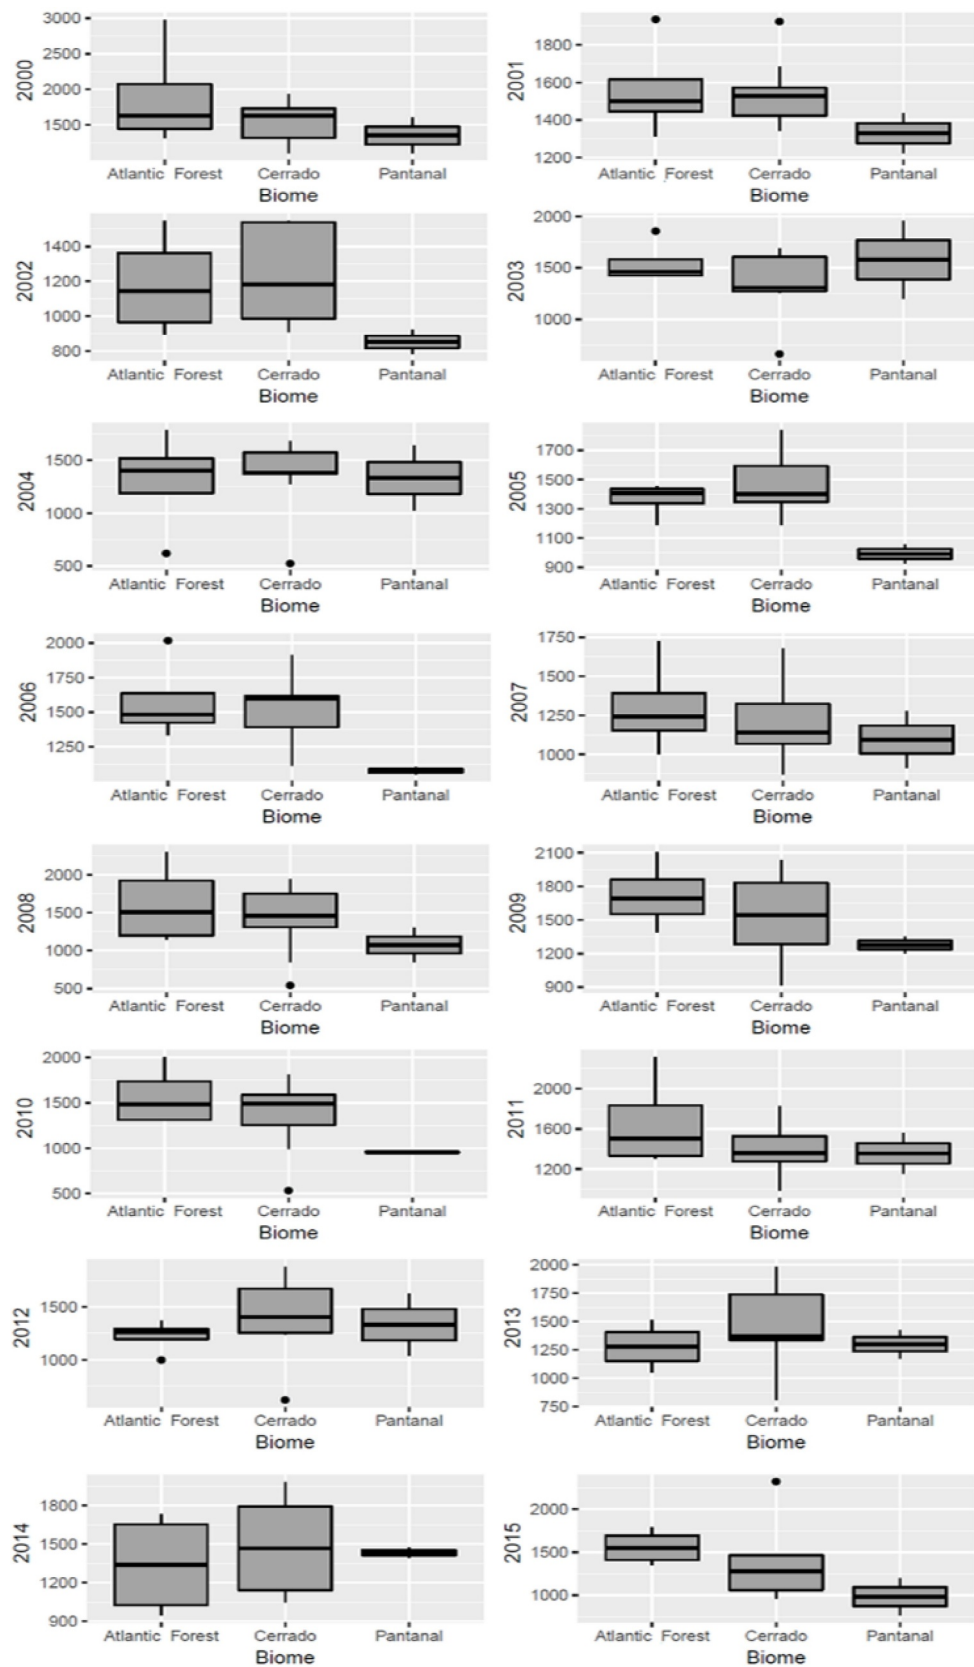 3000
2500
2000
1500
2000
Atlantic Forest Cerrado Pantanal
Biome
1800
1600
1400
1200
2001
Atlantic Forest Cerrado Pantanal
Biome
1400
1200
1000
800
2002
Atlantic Forest Cerrado Pantanal
Biome
2000
1500
1000
2003
Atlantic Forest Cerrado Pantanal
Biome
1500
1000
500
2004
Atlantic Forest Cerrado Pantanal
Biome
1700
1500
1300
1100
900
2005
Atlantic Forest Cerrado Pantanal
Biome
2000
1750
1500
1250
2006
Atlantic Forest Cerrado Pantanal
Biome
1750
1500
1250
1000
2007
Atlantic Forest Cerrado Pantanal
Biome
2000
1500
1000
500
2008
Atlantic Forest Cerrado Pantanal
Biome
2100
1800
1500
1200
900
2009
Atlantic Forest Cerrado Pantanal
Biome
2000
1500
1000
500
2010
Atlantic Forest Cerrado Pantanal
Biome
2000
1600
1200
2011
Atlantic Forest Cerrado Pantanal
Biome
1500
1000
2012
Atlantic Forest Cerrado Pantanal
Biome
2000
1750
1500
1250
1000
750
2013
Atlantic Forest Cerrado Pantanal
Biome
1800
1500
1200
900
2014
Atlantic Forest Cerrado Pantanal
Biome
2000
1500
1000
2015
Atlantic Forest Cerrado Pantanal
Biome